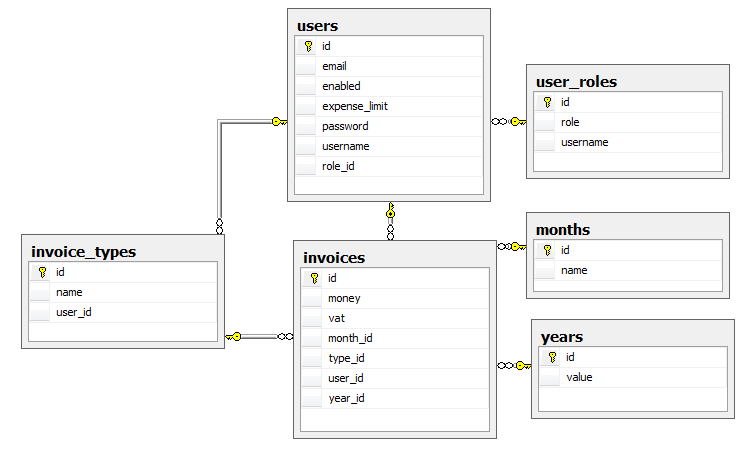 users
id
email
enabled
expense_limit
password
username
role_id
user_roles
id
role
username
invoice_types
id
name
user_id
invoices
id
money
vat
month_id
type_id
user_id
year_id
months
id
name
years
id
value